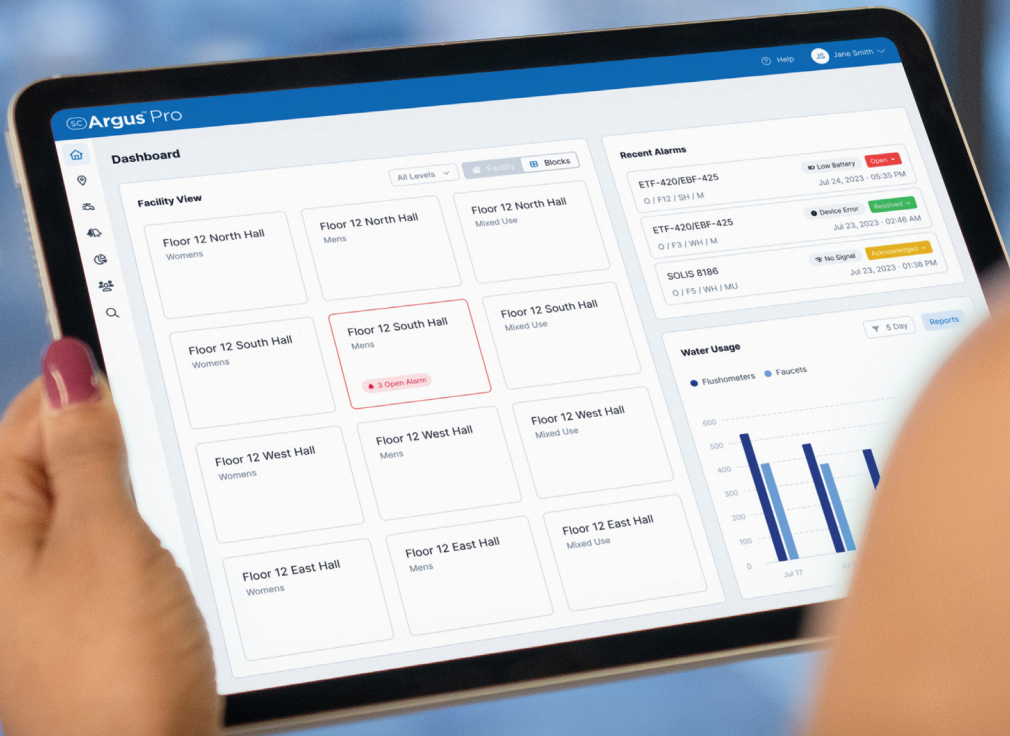 SC Argus™ Pro
Help
JS Jane Smith
Dashboard
Facility View
All Levels
Facility
Blocks
Floor 12 North Hall
Womens
Floor 12 North Hall
Mens
Floor 12 North Hall
Mixed Use
Floor 12 South Hall
Womens
Floor 12 South Hall
Mens
3 Open Alarm
Floor 12 South Hall
Mixed Use
Floor 12 West Hall
Womens
Floor 12 West Hall
Mens
Floor 12 West Hall
Mixed Use
Floor 12 East Hall
Womens
Floor 12 East Hall
Mens
Floor 12 East Hall
Mixed Use
Recent Alarms
ETF-420/EBF-425
Low Battery
Open
O / F12 / SH / M
Jul 24, 2023 - 05:35 PM
ETF-420/EBF-425
Device Error
Resolved
O / F3 / WH / M
Jul 23, 2023 - 02:46 AM
SOLIS 8186
No Signal
Acknowledged
O / F5 / WH / MU
Jul 23, 2023 - 01:38 PM
Water Usage
5 Day
Reports
Flushometers
Faucets
600
500
400
300
200
100
0
Jul 17